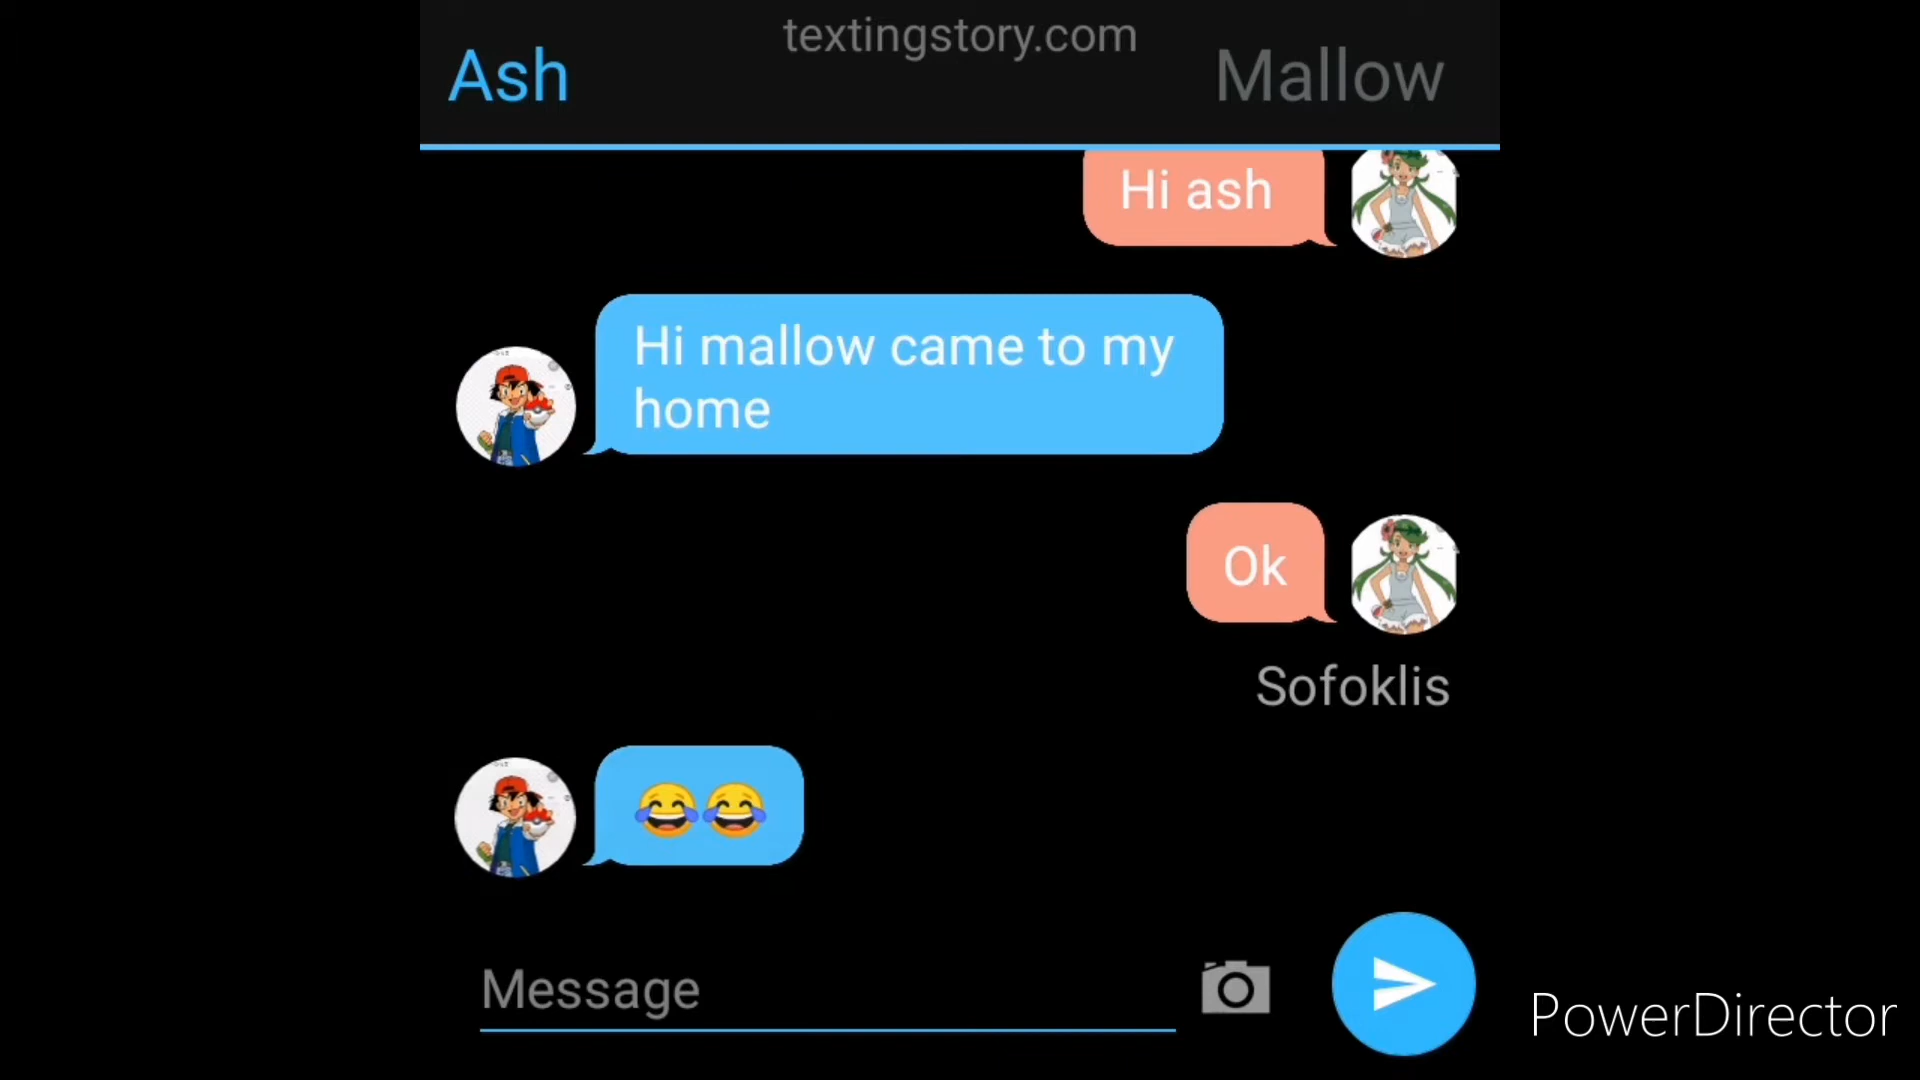 textingstory.com
Ash
Mallow
Hi ash
Hi mallow came to my
home
Ok
Sofoklis
😂😂
Message
PowerDirector